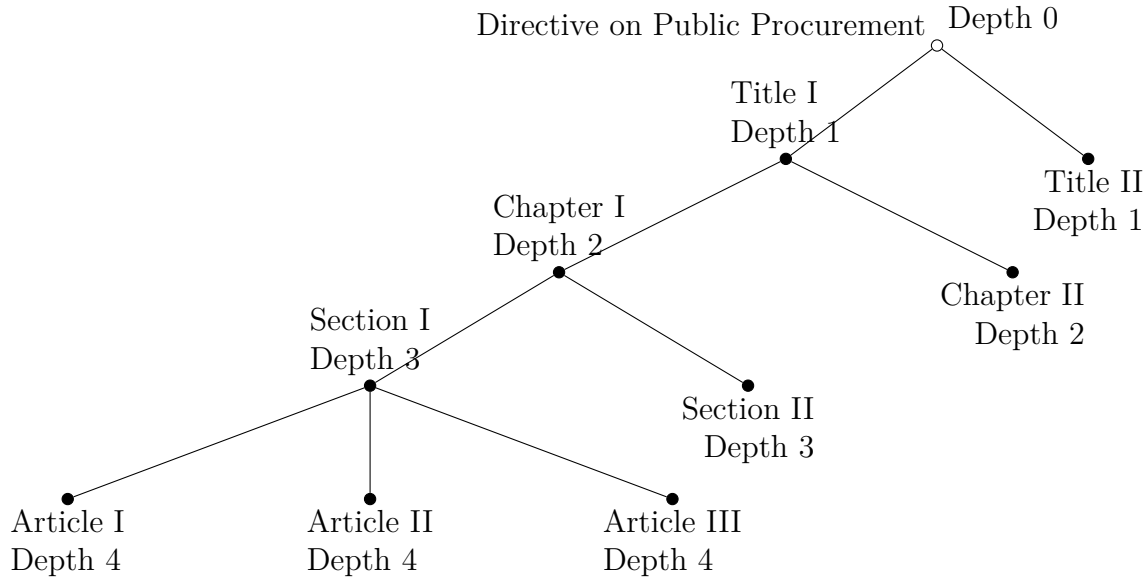 Directive on Public Procurement
Depth 0
Title I
Depth 1
Title II
Depth 1
Chapter I
Depth 2
Chapter II
Depth 2
Section I
Depth 3
Section II
Depth 3
Article I
Depth 4
Article II
Depth 4
Article III
Depth 4